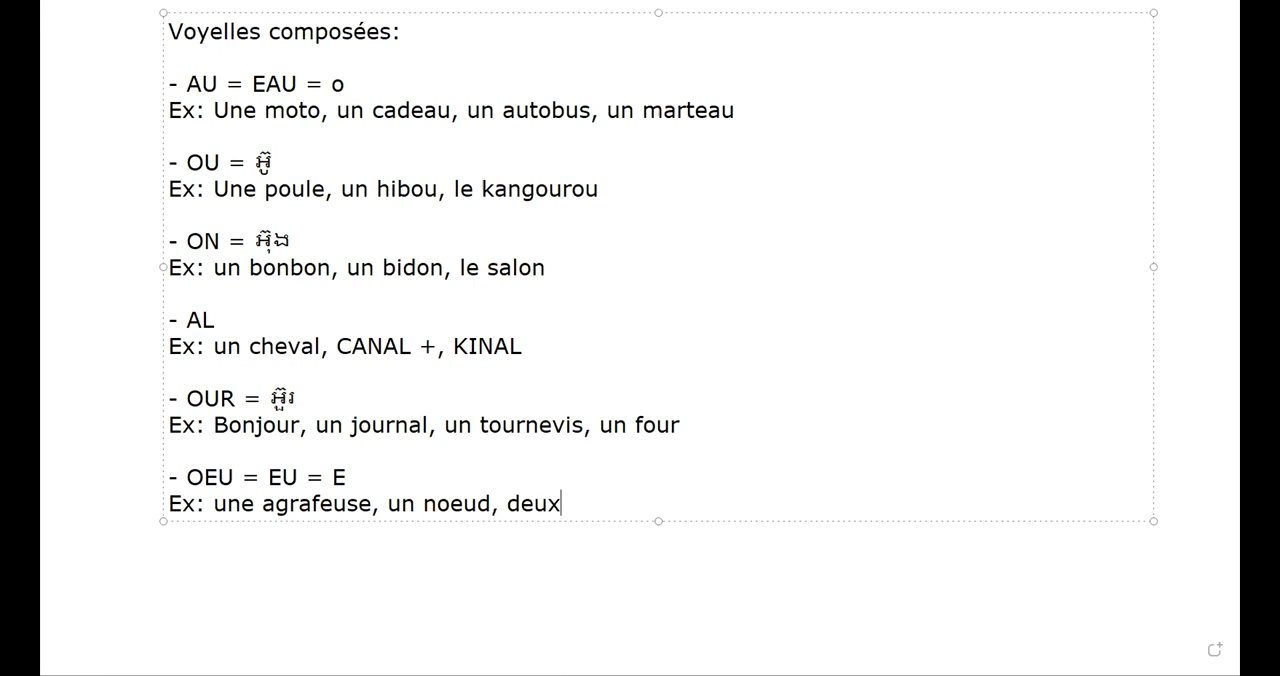 Voyelles composées:
- AU = EAU = o
Ex: Une moto, un cadeau, un autobus, un marteau
- OU = អ៊ូ
Ex: Une poule, un hibou, le kangourou
- ON = អ៊ុង
Ex: un bonbon, un bidon, le salon
- AL
Ex: un cheval, CANAL +, KINAL
- OUR = អ៊ួរ
Ex: Bonjour, un journal, un tournevis, un four
- OEU = EU = E
Ex: une agrafeuse, un noeud, deux